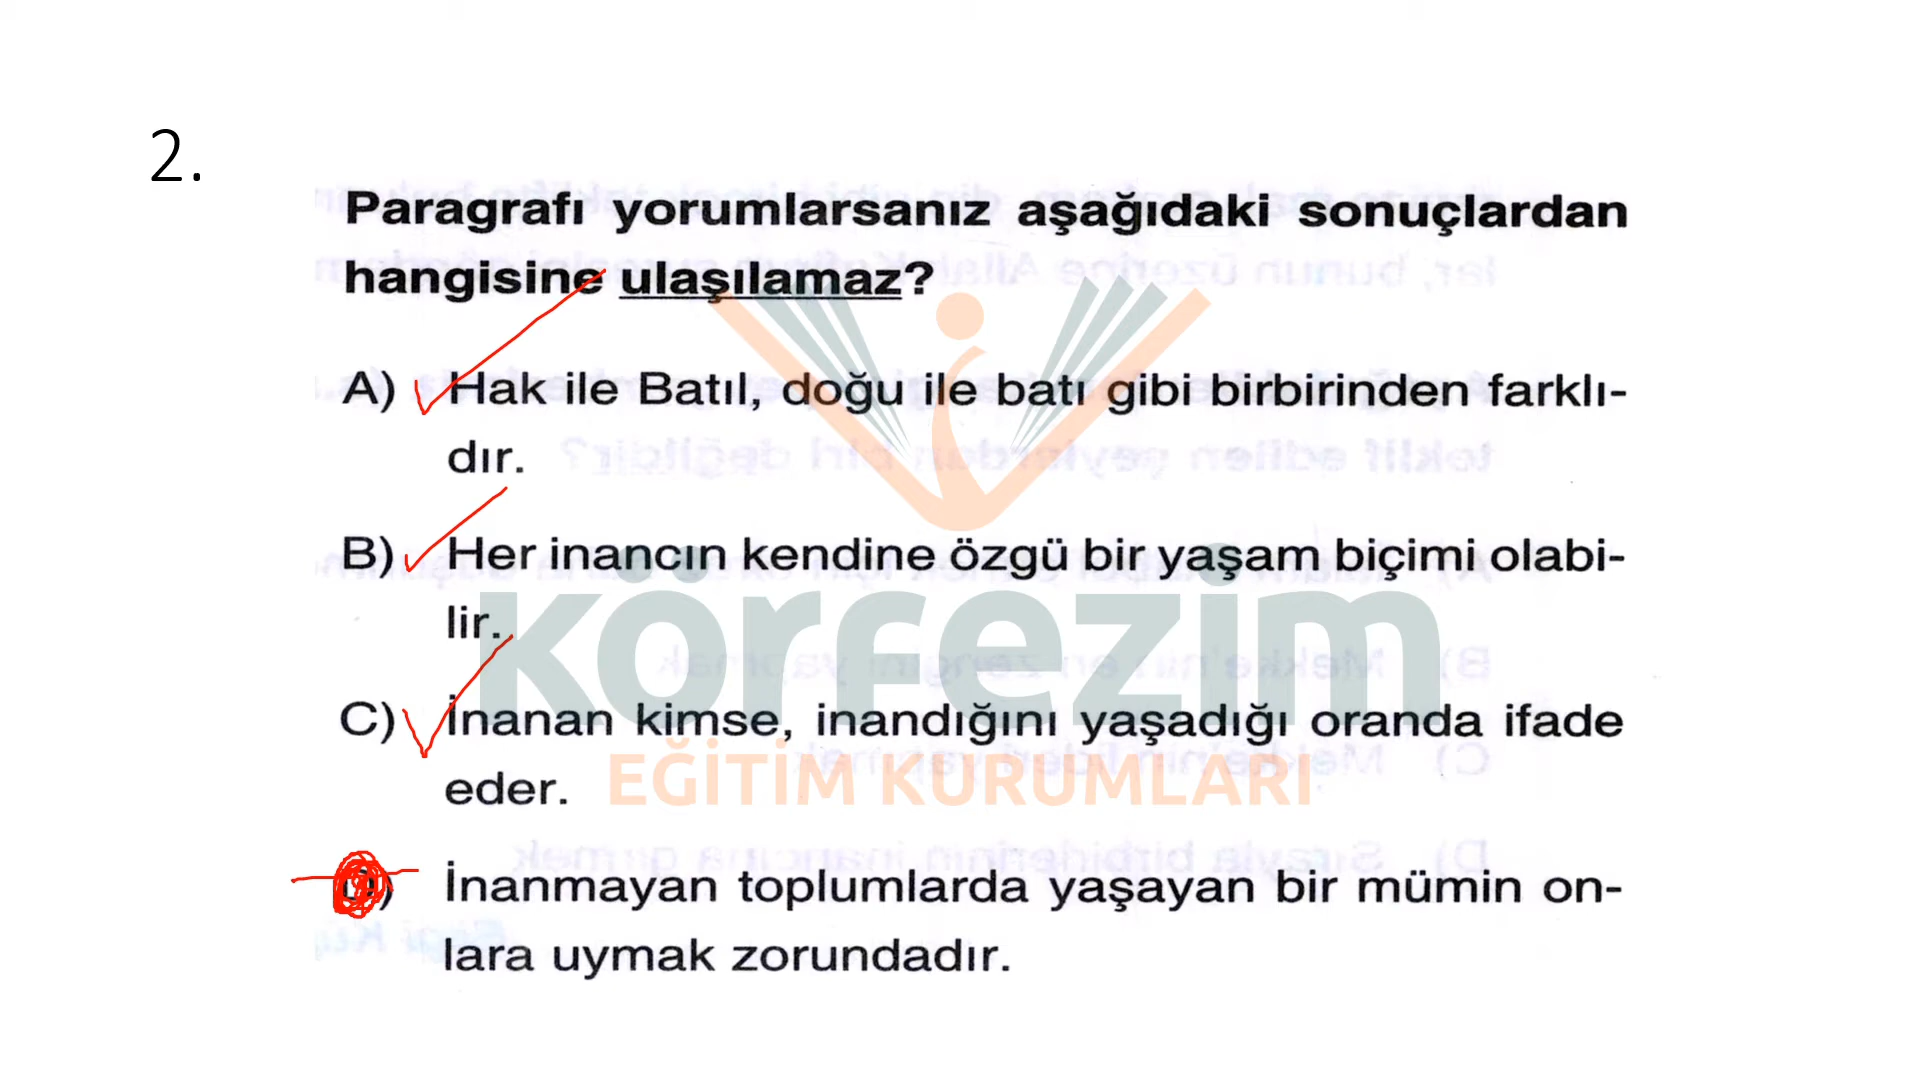 2.
Paragrafı yorumlarsanız aşağıdaki sonuçlardan
hangisine ulaşılamaz?
A) Hak ile Batıl, doğu ile batı gibi birbirinden farklı-
dır.
B) Her inancın kendine özgü bir yaşam biçimi olabi-
lir.
C) İnanan kimse, inandığını yaşadığı oranda ifade
eder.
D) İnanmayan toplumlarda yaşayan bir mümin on-
lara uymak zorundadır.
KÖRFEZİM
EĞİTİM KURUMLARI